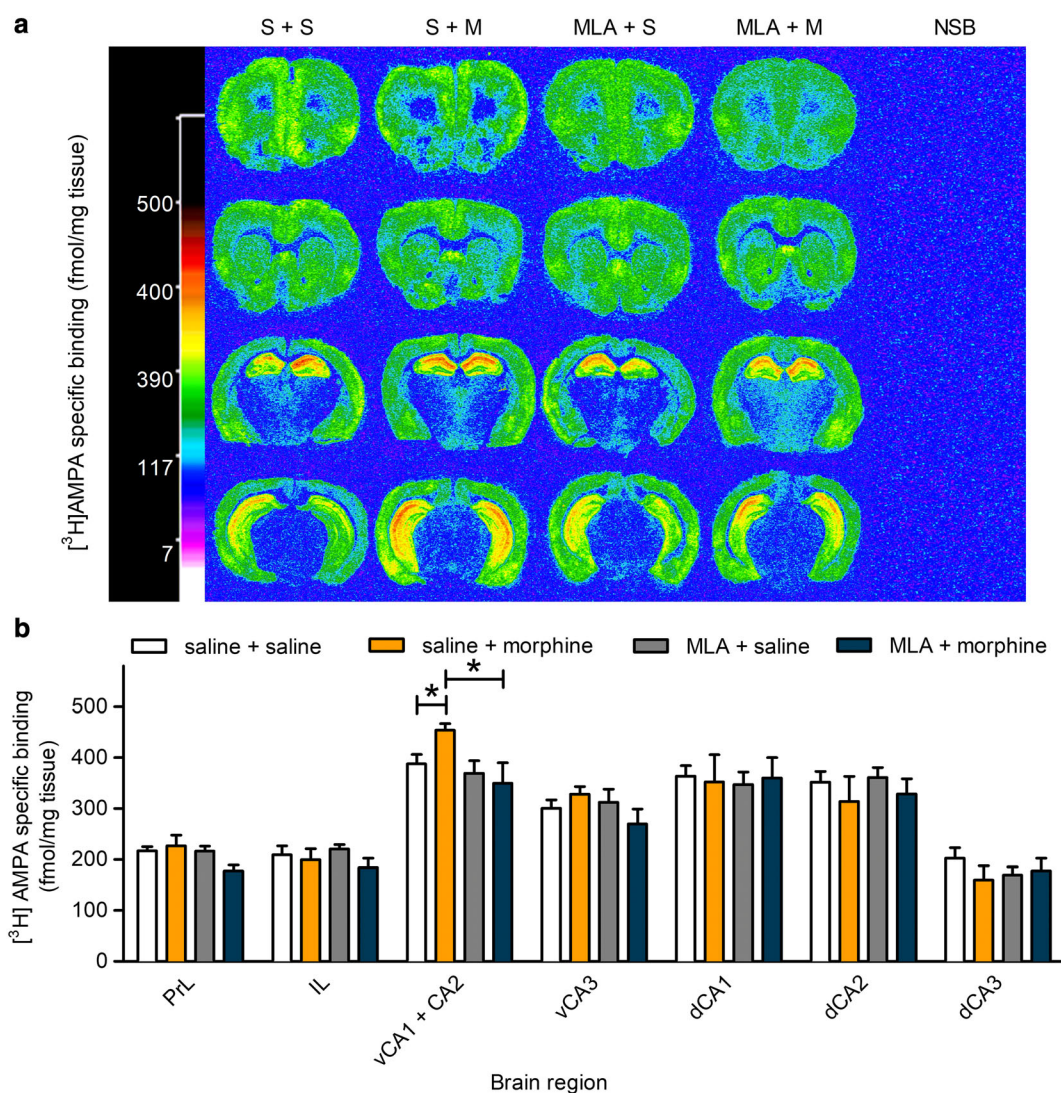 a
S + S
S + M
MLA + S
MLA + M
NSB
[³H]AMPA specific binding (fmol/mg tissue)
500
400
390
117
7
b
saline + saline
saline + morphine
MLA + saline
MLA + morphine
[³H] AMPA specific binding
(fmol/mg tissue)
500
400
300
200
100
0
*
*
PrL
IL
vCA1 + CA2
vCA3
dCA1
dCA2
dCA3
Brain region